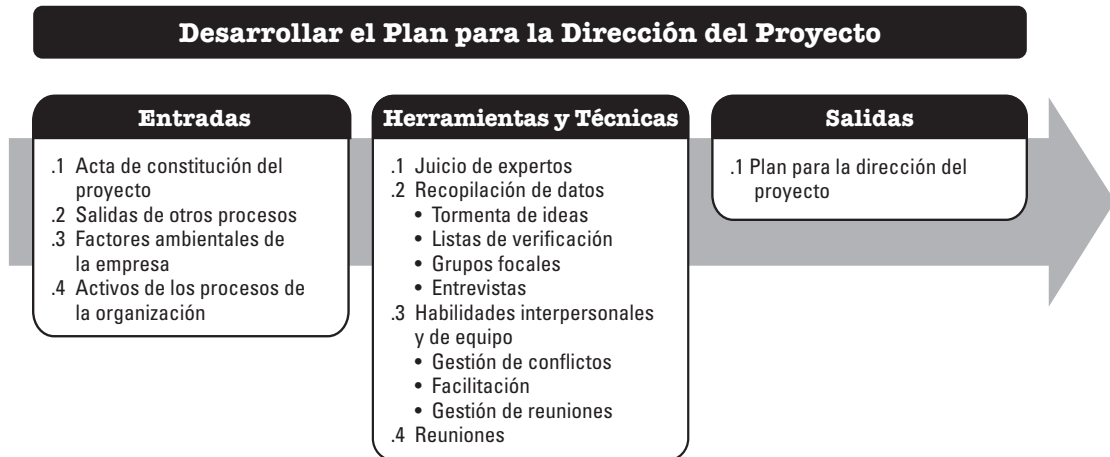 Desarrollar el Plan para la Dirección del Proyecto
Entradas
.1 Acta de constitución del
proyecto
.2 Salidas de otros procesos
.3 Factores ambientales de
la empresa
.4 Activos de los procesos de
la organización
Herramientas y Técnicas
.1 Juicio de expertos
.2 Recopilación de datos
• Tormenta de ideas
• Listas de verificación
• Grupos focales
• Entrevistas
.3 Habilidades interpersonales
y de equipo
• Gestión de conflictos
• Facilitación
• Gestión de reuniones
.4 Reuniones
Salidas
.1 Plan para la dirección del
proyecto